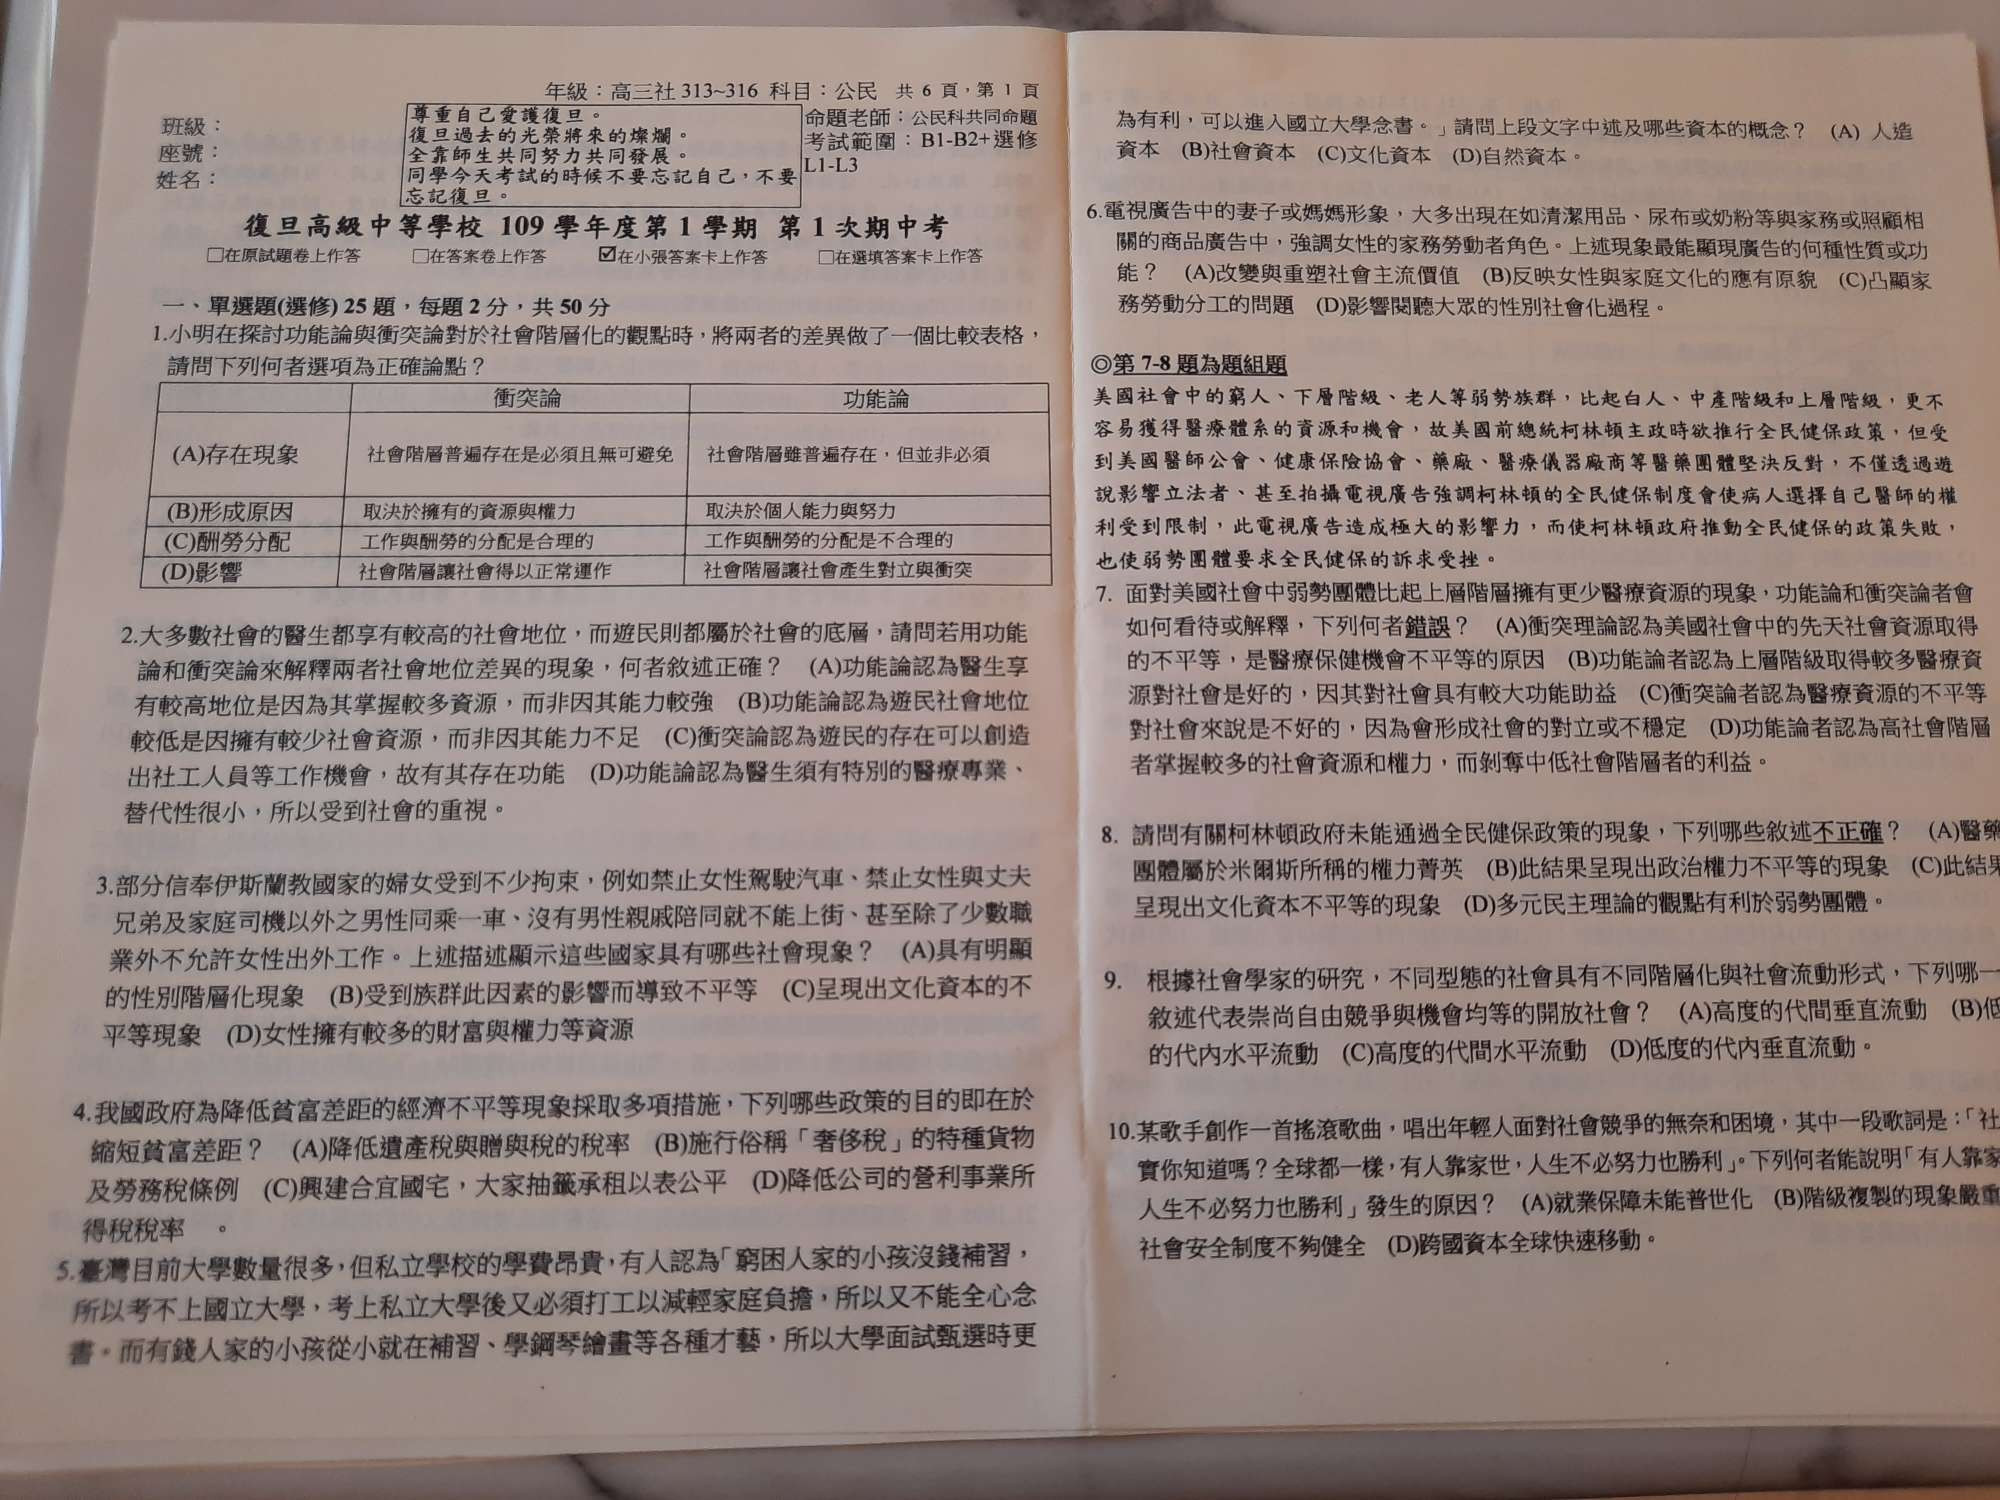 年級：高三社 313~316 科目：公民 共 6 頁，第 1 頁
班級：
座號：
姓名：
尊重自己愛護復旦。
復旦過去的光榮將來的燦爛。
全靠師生共同努力共同發展。
同學今天考試的時候不要忘記自己，不要
忘記復旦。
命題老師：公民科共同命題
考試範圍：B1-B2+選修
L1-L3
復旦高級中等學校 109 學年度第 1 學期 第 1 次期中考
□在原試題卷上作答 □在答案卷上作答 ☑在小張答案卡上作答 □在選填答案卡上作答
一、單選題(選修) 25 題，每題 2 分，共 50 分
1.小明在探討功能論與衝突論對於社會階層化的觀點時，將兩者的差異做了一個比較表格，
請問下列何者選項為正確論點？
衝突論 功能論
(A)存在現象 社會階層普遍存在是必須且無可避免 社會階層雖普遍存在，但並非必須
(B)形成原因 取決於擁有的資源與權力 取決於個人能力與努力
(C)酬勞分配 工作與酬勞的分配是合理的 工作與酬勞的分配是不合理的
(D)影響 社會階層讓社會得以正常運作 社會階層讓社會產生對立與衝突
2.大多數社會的醫生都享有較高的社會地位，而遊民則都屬於社會的底層，請問若用功能
論和衝突論來解釋兩者社會地位差異的現象，何者敘述正確？ (A)功能論認為醫生享
有較高地位是因為其掌握較多資源，而非因其能力較強 (B)功能論認為遊民社會地位
較低是因擁有較少社會資源，而非因其能力不足 (C)衝突論認為遊民的存在可以創造
出社工人員等工作機會，故有其存在功能 (D)功能論認為醫生須有特別的醫療專業、
替代性很小，所以受到社會的重視。
3.部分信奉伊斯蘭教國家的婦女受到不少拘束，例如禁止女性駕駛汽車、禁止女性與丈夫
兄弟及家庭司機以外之男性同乘一車、沒有男性親戚陪同就不能上街、甚至除了少數職
業外不允許女性出外工作。上述描述顯示這些國家具有哪些社會現象？ (A)具有明顯
的性別階層化現象 (B)受到族群此因素的影響而導致不平等 (C)呈現出文化資本的不
平等現象 (D)女性擁有較多的財富與權力等資源
4.我國政府為降低貧富差距的經濟不平等現象採取多項措施，下列哪些政策的目的即在於
縮短貧富差距？ (A)降低遺產稅與贈與稅的稅率 (B)施行俗稱「奢侈稅」的特種貨物
及勞務稅條例 (C)興建合宜國宅，大家抽籤承租以表公平 (D)降低公司的營利事業所
得稅稅率 。
5.臺灣目前大學數量很多，但私立學校的學費昂貴，有人認為「窮困人家的小孩沒錢補習，
所以考不上國立大學，考上私立大學後又必須打工以減輕家庭負擔，所以又不能全心念
書。而有錢人家的小孩從小就在補習、學鋼琴繪畫等各種才藝，所以大學面試甄選時更
為有利，可以進入國立大學念書。」請問上段文字中述及哪些資本的概念？ (A) 人造
資本 (B)社會資本 (C)文化資本 (D)自然資本。
6.電視廣告中的妻子或媽媽形象，大多出現在如清潔用品、尿布或奶粉等與家務或照顧相
關的商品廣告中，強調女性的家務勞動者角色。上述現象最能顯現廣告的何種性質或功
能？ (A)改變與重塑社會主流價值 (B)反映女性與家庭文化的應有原貌 (C)凸顯家
務勞動分工的問題 (D)影響閱聽大眾的性別社會化過程。
◎第 7-8 題為題組題
美國社會中的窮人、下層階級、老人等弱勢族群，比起白人、中產階級和上層階級，更不
容易獲得醫療體系的資源和機會，故美國前總統柯林頓主政時欲推行全民健保政策，但受
到美國醫師公會、健康保險協會、藥廠、醫療儀器廠商等醫藥團體堅決反對，不僅透過遊
說影響立法者、甚至拍攝電視廣告強調柯林頓的全民健保制度會使病人選擇自己醫師的權
利受到限制，此電視廣告造成極大的影響力，而使柯林頓政府推動全民健保的政策失敗，
也使弱勢團體要求全民健保的訴求受挫。
7. 面對美國社會中弱勢團體比起上層階層擁有更少醫療資源的現象，功能論和衝突論者會
如何看待或解釋，下列何者錯誤？ (A)衝突理論認為美國社會中的先天社會資源取得
的不平等，是醫療保健機會不平等的原因 (B)功能論者認為上層階級取得較多醫療資
源對社會是好的，因其對社會具有較大功能助益 (C)衝突論者認為醫療資源的不平等
對社會來說是不好的，因為會形成社會的對立或不穩定 (D)功能論者認為高社會階層
者掌握較多的社會資源和權力，而剝奪中低社會階層者的利益。
8. 請問有關柯林頓政府未能通過全民健保政策的現象，下列哪些敘述不正確？ (A)醫藥
團體屬於米爾斯所稱的權力菁英 (B)此結果呈現出政治權力不平等的現象 (C)此結果
呈現出文化資本不平等的現象 (D)多元民主理論的觀點有利於弱勢團體。
9. 根據社會學家的研究，不同型態的社會具有不同階層化與社會流動形式，下列哪一
敘述代表崇尚自由競爭與機會均等的開放社會？ (A)高度的代間垂直流動 (B)低
的代內水平流動 (C)高度的代間水平流動 (D)低度的代內垂直流動。
10.某歌手創作一首搖滾歌曲，唱出年輕人面對社會競爭的無奈和困境，其中一段歌詞是：「社
實你知道嗎？全球都一樣，有人靠家世，人生不必努力也勝利」。下列何者能說明「有人靠家
人生不必努力也勝利」發生的原因？ (A)就業保障未能普世化 (B)階級複製的現象嚴重
社會安全制度不夠健全 (D)跨國資本全球快速移動。